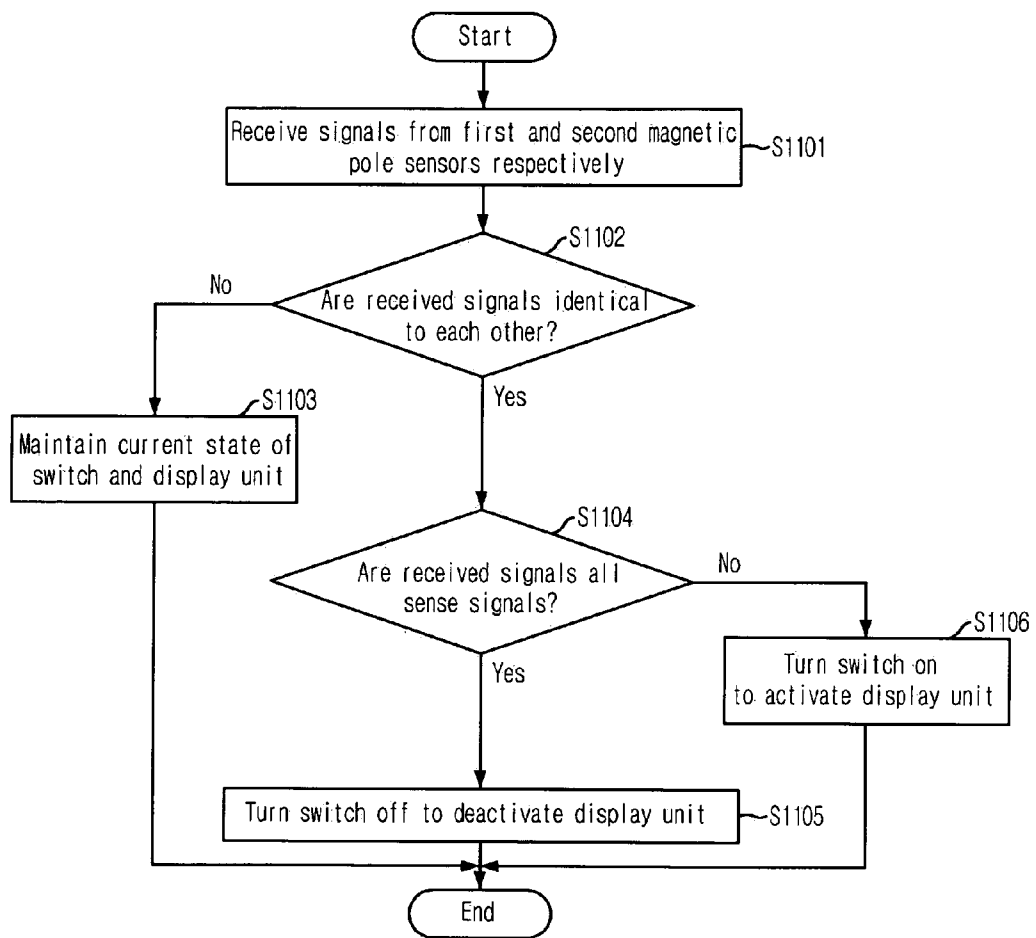 Start
Receive signals from first and second magnetic
pole sensors respectively
S1101
S1102
Are received signals identical
to each other?
No
Yes
S1103
Maintain current state of
switch and display unit
S1104
Are received signals all
sense signals?
No
Yes
S1106
Turn switch on
to activate display unit
Turn switch off to deactivate display unit
S1105
End